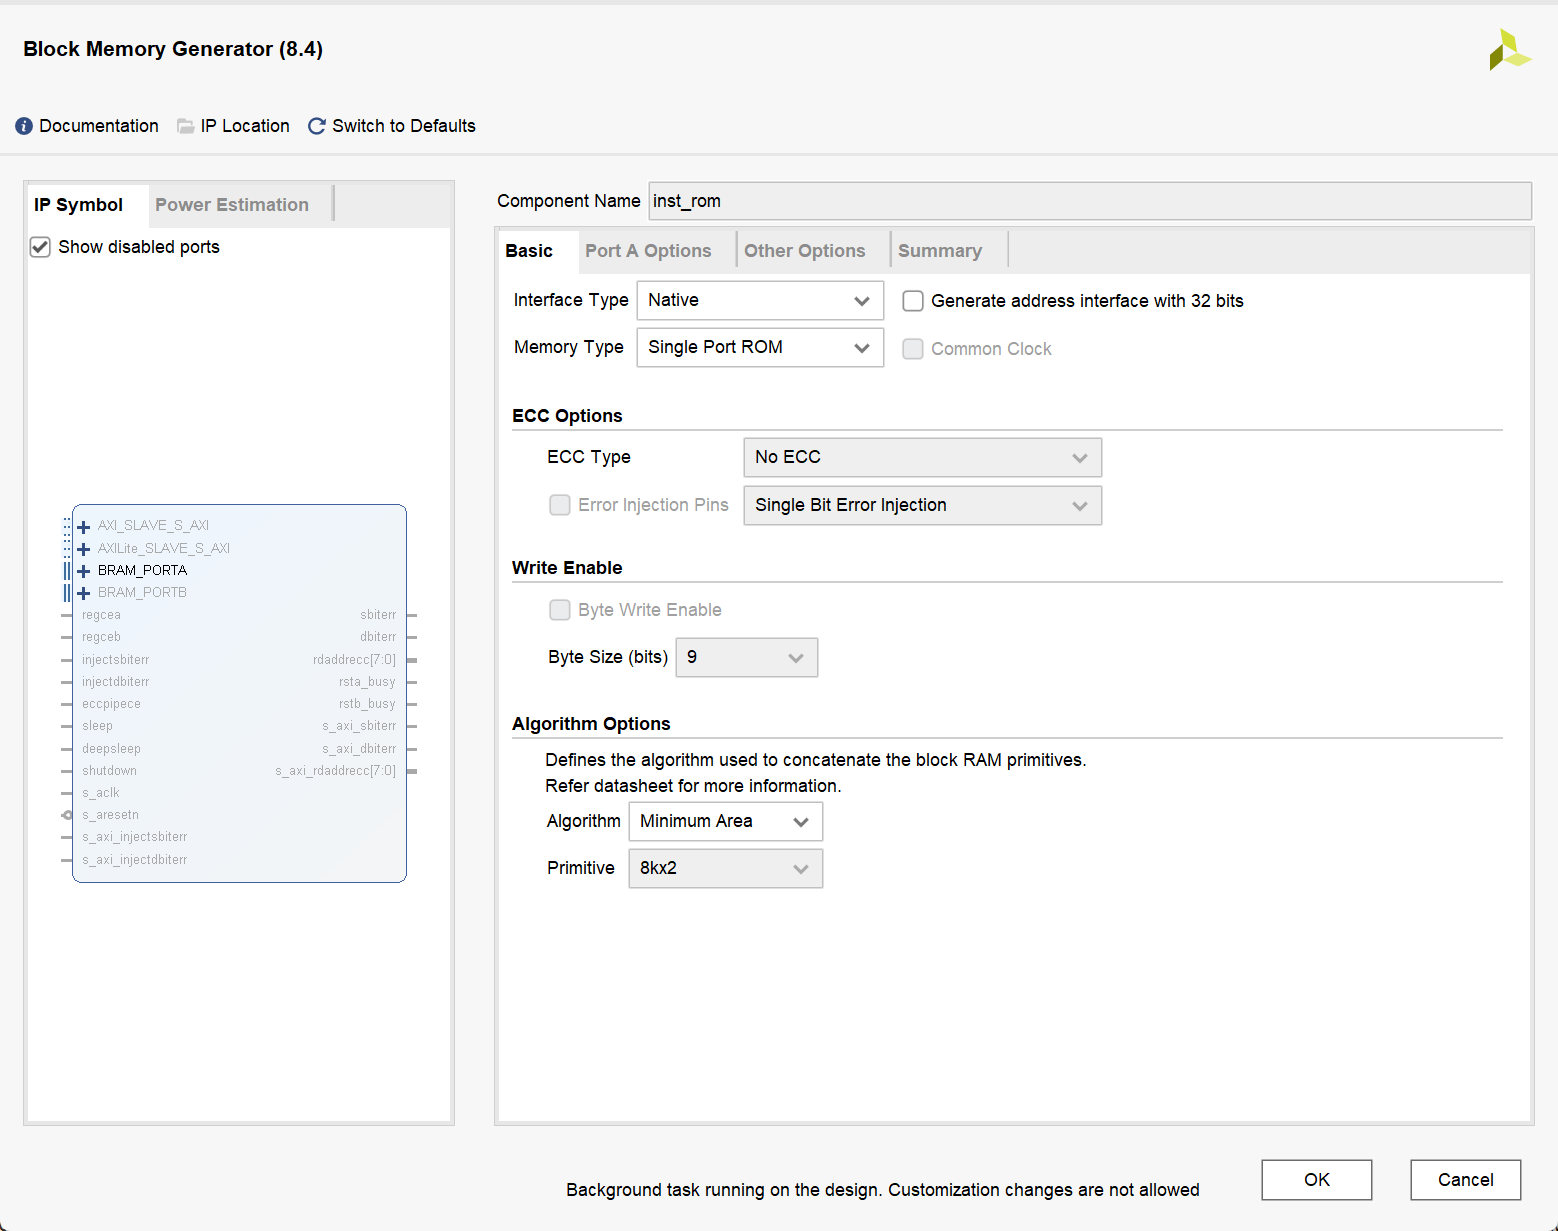 Block Memory Generator (8.4)
Documentation IP Location Switch to Defaults
IP Symbol Power Estimation
Show disabled ports
AXI_SLAVE_S_AXI
AXILite_SLAVE_S_AXI
BRAM_PORTA
BRAM_PORTB
regcea sbiterr
regceb dbiterr
injectsbiterr rdaddrecc[7:0]
injectdbiterr rsta_busy
eccpipece rstb_busy
sleep s_axi_sbiterr
deepsleep s_axi_dbiterr
shutdown s_axi_rdaddrecc[7:0]
s_aclk
s_aresetn
s_axi_injectsbiterr
s_axi_injectdbiterr
Component Name inst_rom
Basic Port A Options Other Options Summary
Interface Type Native Generate address interface with 32 bits
Memory Type Single Port ROM Common Clock
ECC Options
ECC Type No ECC
Error Injection Pins Single Bit Error Injection
Write Enable
Byte Write Enable
Byte Size (bits) 9
Algorithm Options
Defines the algorithm used to concatenate the block RAM primitives.
Refer datasheet for more information.
Algorithm Minimum Area
Primitive 8kx2
Background task running on the design. Customization changes are not allowed
OK Cancel